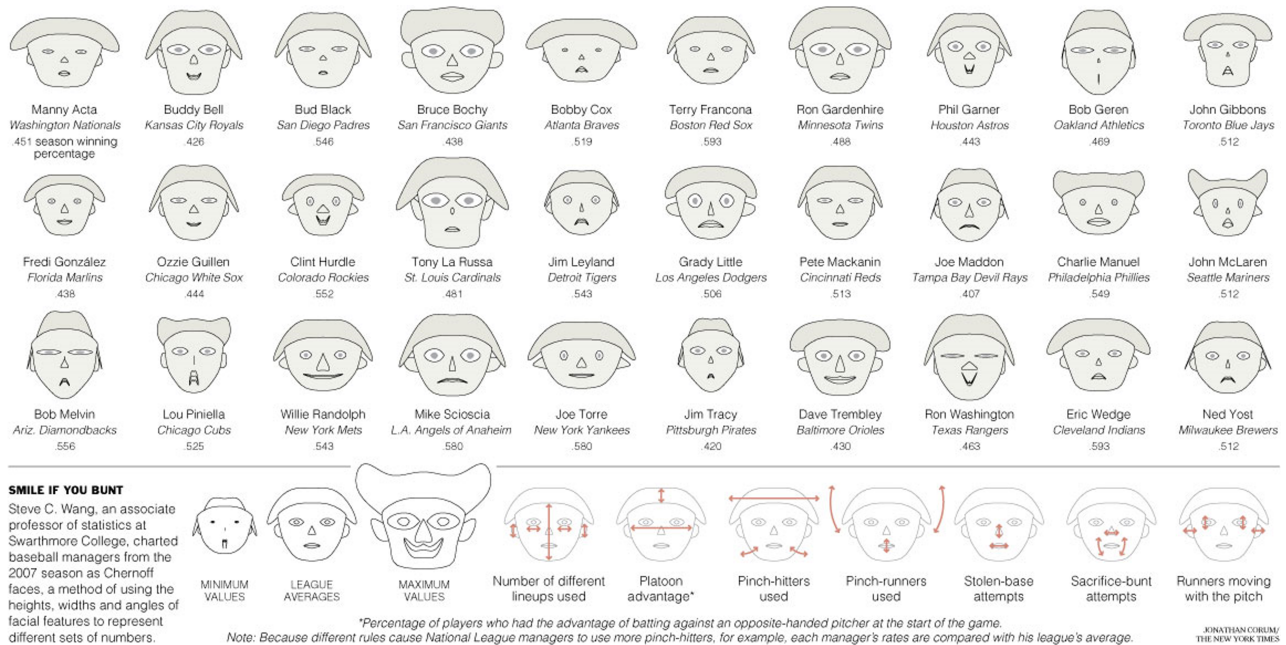 Manny Acta
Washington Nationals
.451 season winning
percentage
Buddy Bell
Kansas City Royals
.426
Bud Black
San Diego Padres
.546
Bruce Bochy
San Francisco Giants
.438
Bobby Cox
Atlanta Braves
.519
Terry Francona
Boston Red Sox
.593
Ron Gardenhire
Minnesota Twins
.488
Phil Garner
Houston Astros
.443
Bob Geren
Oakland Athletics
.469
John Gibbons
Toronto Blue Jays
.512
Fredi González
Florida Marlins
.438
Ozzie Guillen
Chicago White Sox
.444
Clint Hurdle
Colorado Rockies
.552
Tony La Russa
St. Louis Cardinals
.481
Jim Leyland
Detroit Tigers
.543
Grady Little
Los Angeles Dodgers
.506
Pete Mackanin
Cincinnati Reds
.513
Joe Maddon
Tampa Bay Devil Rays
.407
Charlie Manuel
Philadelphia Phillies
.549
John McLaren
Seattle Mariners
.512
Bob Melvin
Ariz. Diamondbacks
.556
Lou Piniella
Chicago Cubs
.525
Willie Randolph
New York Mets
.543
Mike Scioscia
L.A. Angels of Anaheim
.580
Joe Torre
New York Yankees
.580
Jim Tracy
Pittsburgh Pirates
.420
Dave Trembley
Baltimore Orioles
.430
Ron Washington
Texas Rangers
.463
Eric Wedge
Cleveland Indians
.593
Ned Yost
Milwaukee Brewers
.512
SMILE IF YOU BUNT
Steve C. Wang, an associate
professor of statistics at
Swarthmore College, charted
baseball managers from the
2007 season as Chernoff
faces, a method of using the
heights, widths and angles of
facial features to represent
different sets of numbers.
MINIMUM
VALUES
LEAGUE
AVERAGES
MAXIMUM
VALUES
Number of different
lineups used
Platoon
advantage*
Pinch-hitters
used
Pinch-runners
used
Stolen-base
attempts
Sacrifice-bunt
attempts
Runners moving
with the pitch
*Percentage of players who had the advantage of batting against an opposite-handed pitcher at the start of the game.
Note: Because different rules cause National League managers to use more pinch-hitters, for example, each manager's rates are compared with his league's average.
JONATHAN CORUM/
THE NEW YORK TIMES